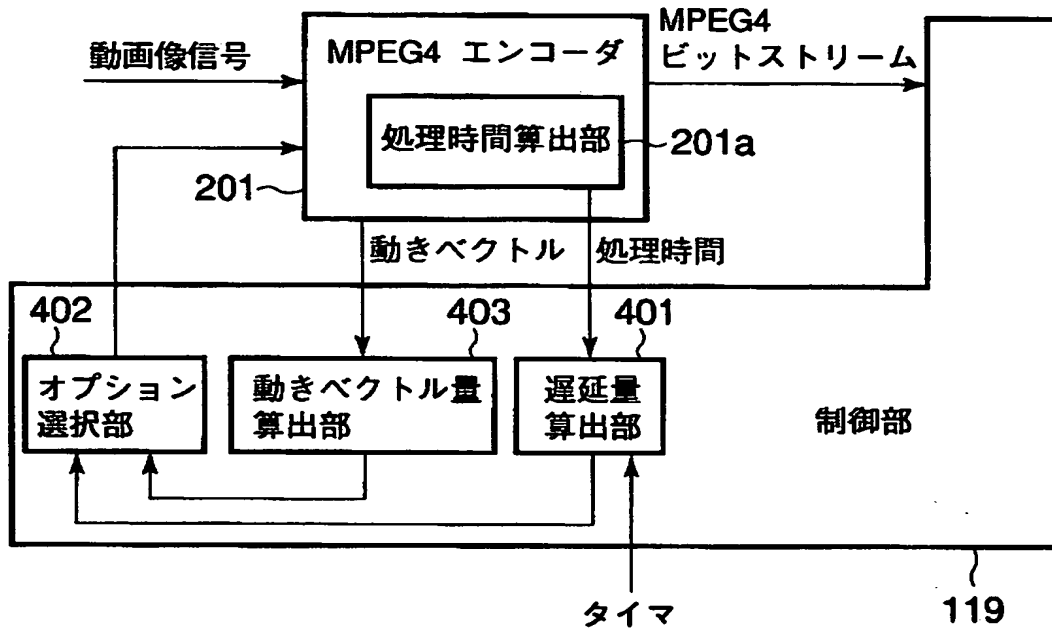 動画像信号
MPEG4 エンコーダ
MPEG4
ビットストリーム
処理時間算出部
201a
201
動きベクトル
処理時間
402
403
401
オプション
選択部
動きベクトル量
算出部
遅延量
算出部
制御部
タイマ
119